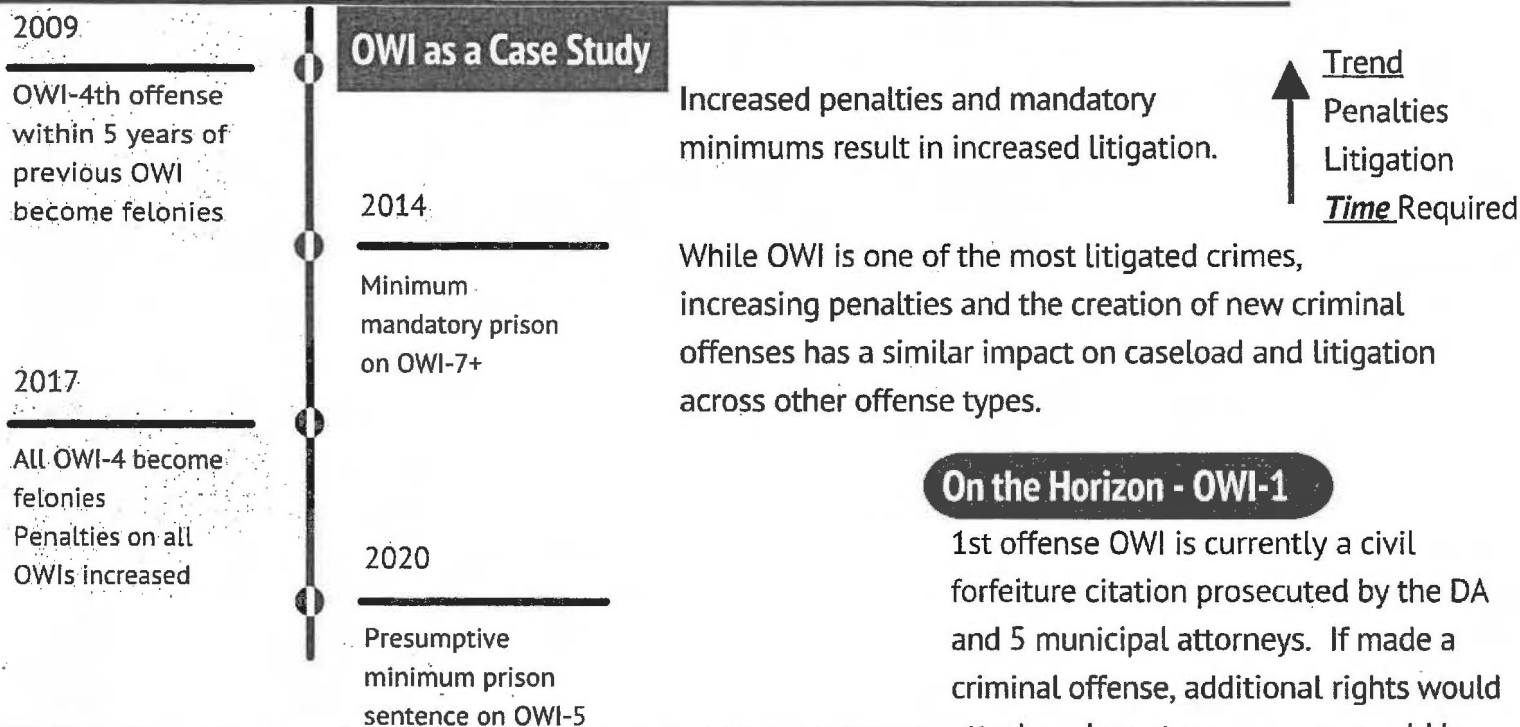 OWI as a Case Study
2009
OWI-4th offense
within 5 years of
previous OWI
become felonies
2014
Minimum
mandatory prison
on OWI-7+
2017
All OWI-4 become
felonies
Penalties on all
OWIs increased
2020
Presumptive
minimum prison
sentence on OWI-5
Increased penalties and mandatory
minimums result in increased litigation.
Trend
Penalties
Litigation
Time Required
While OWI is one of the most litigated crimes,
increasing penalties and the creation of new criminal
offenses has a similar impact on caseload and litigation
across other offense types.
On the Horizon - OWI-1
1st offense OWI is currently a civil
forfeiture citation prosecuted by the DA
and 5 municipal attorneys. If made a
criminal offense, additional rights would